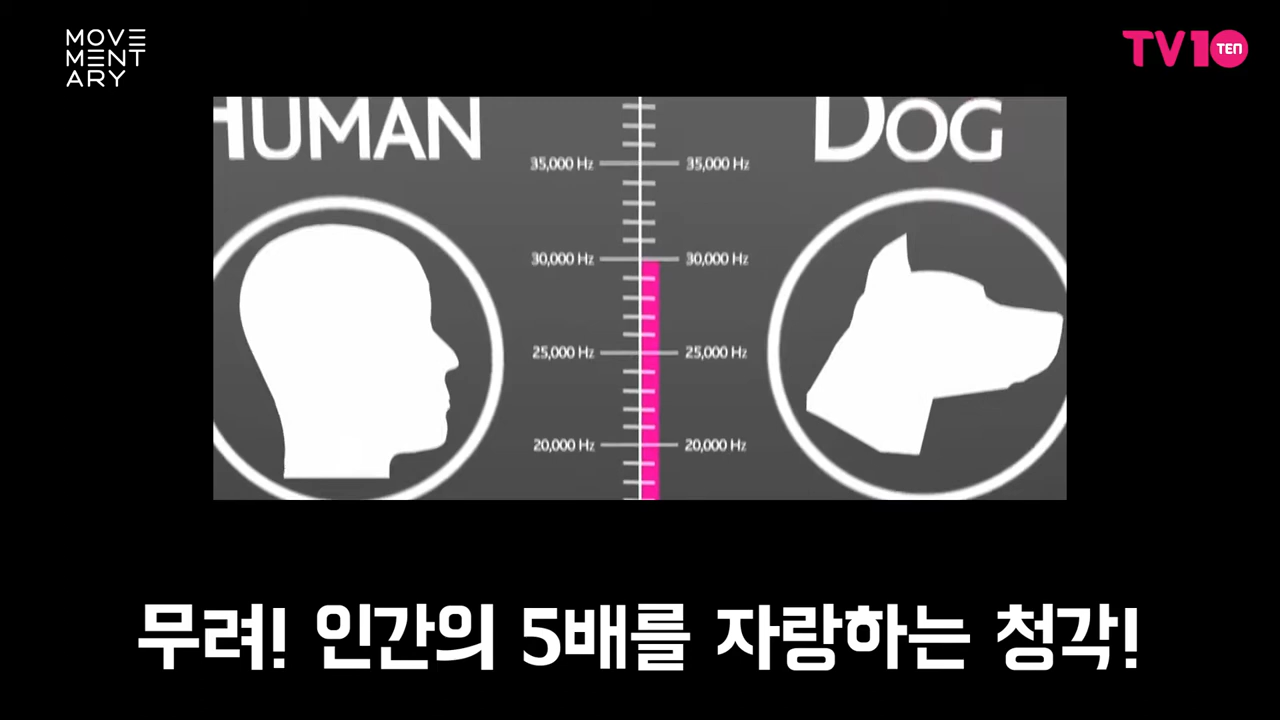 MOVE
MENT
ARY
TV10
TEN
HUMAN
DOG
35,000 Hz 35,000 Hz
30,000 Hz 30,000 Hz
25,000 Hz 25,000 Hz
20,000 Hz 20,000 Hz
무려! 인간의 5배를 자랑하는 청각!